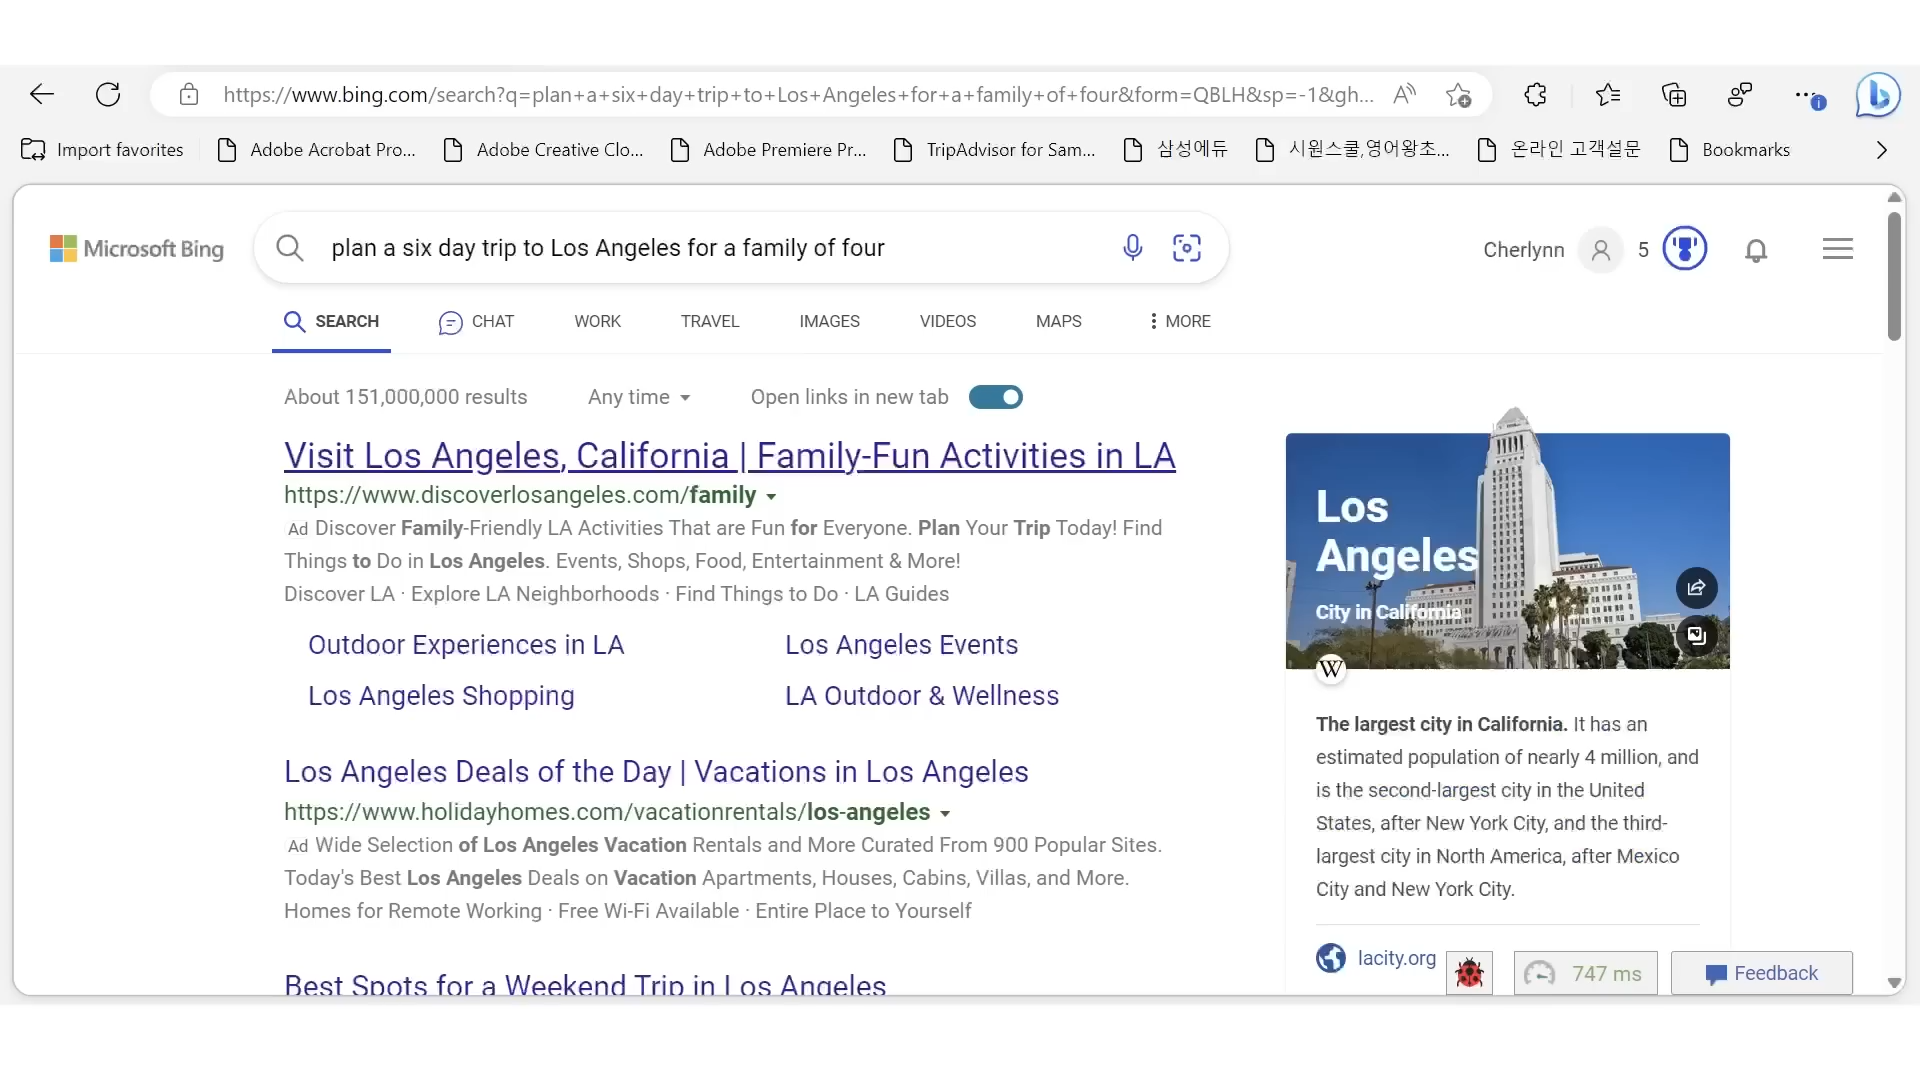 https://www.bing.com/search?q=plan+a+six+day+trip+to+Los+Angeles+for+a+family+of+four&form=QBLH&sp=-1&gh...
Import favorites
Adobe Acrobat Pro...
Adobe Creative Clo...
Adobe Premiere Pr...
TripAdvisor for Sam...
삼성에듀
시원스쿨,영어왕초...
온라인 고객설문
Bookmarks
Microsoft Bing
plan a six day trip to Los Angeles for a family of four
Cherlynn
5
SEARCH
CHAT
WORK
TRAVEL
IMAGES
VIDEOS
MAPS
MORE
About 151,000,000 results
Any time
Open links in new tab
Visit Los Angeles, California | Family-Fun Activities in LA
https://www.discoverlosangeles.com/family
Ad Discover Family-Friendly LA Activities That are Fun for Everyone. Plan Your Trip Today! Find
Things to Do in Los Angeles. Events, Shops, Food, Entertainment & More!
Discover LA · Explore LA Neighborhoods · Find Things to Do · LA Guides
Outdoor Experiences in LA
Los Angeles Events
Los Angeles Shopping
LA Outdoor & Wellness
Los Angeles Deals of the Day | Vacations in Los Angeles
https://www.holidayhomes.com/vacationrentals/los-angeles
Ad Wide Selection of Los Angeles Vacation Rentals and More Curated From 900 Popular Sites.
Today's Best Los Angeles Deals on Vacation Apartments, Houses, Cabins, Villas, and More.
Homes for Remote Working · Free Wi-Fi Available · Entire Place to Yourself
Best Spots for a Weekend Trip in Los Angeles
Los
Angeles
City in California
W
The largest city in California. It has an
estimated population of nearly 4 million, and
is the second-largest city in the United
States, after New York City, and the third-
largest city in North America, after Mexico
City and New York City.
lacity.org
747 ms
Feedback